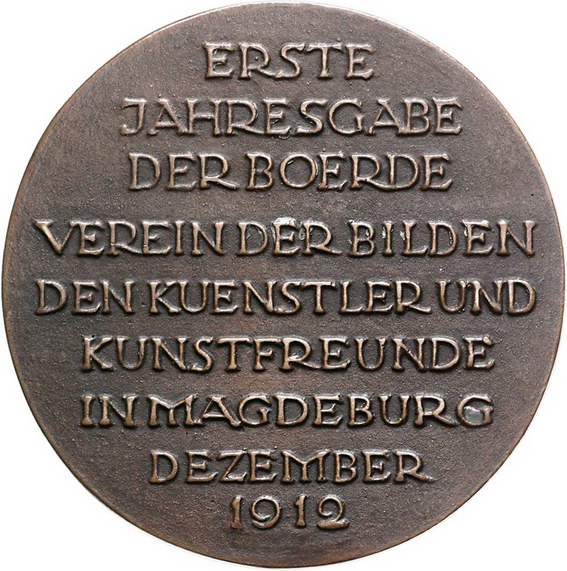 ERSTE
JAHRESGABE
DER BOERDE
VEREIN DER BILDEN
DEN KUENSTLER UND
KUNSTFREUNDE
IN MAGDEBURG
DEZEMBER
1912